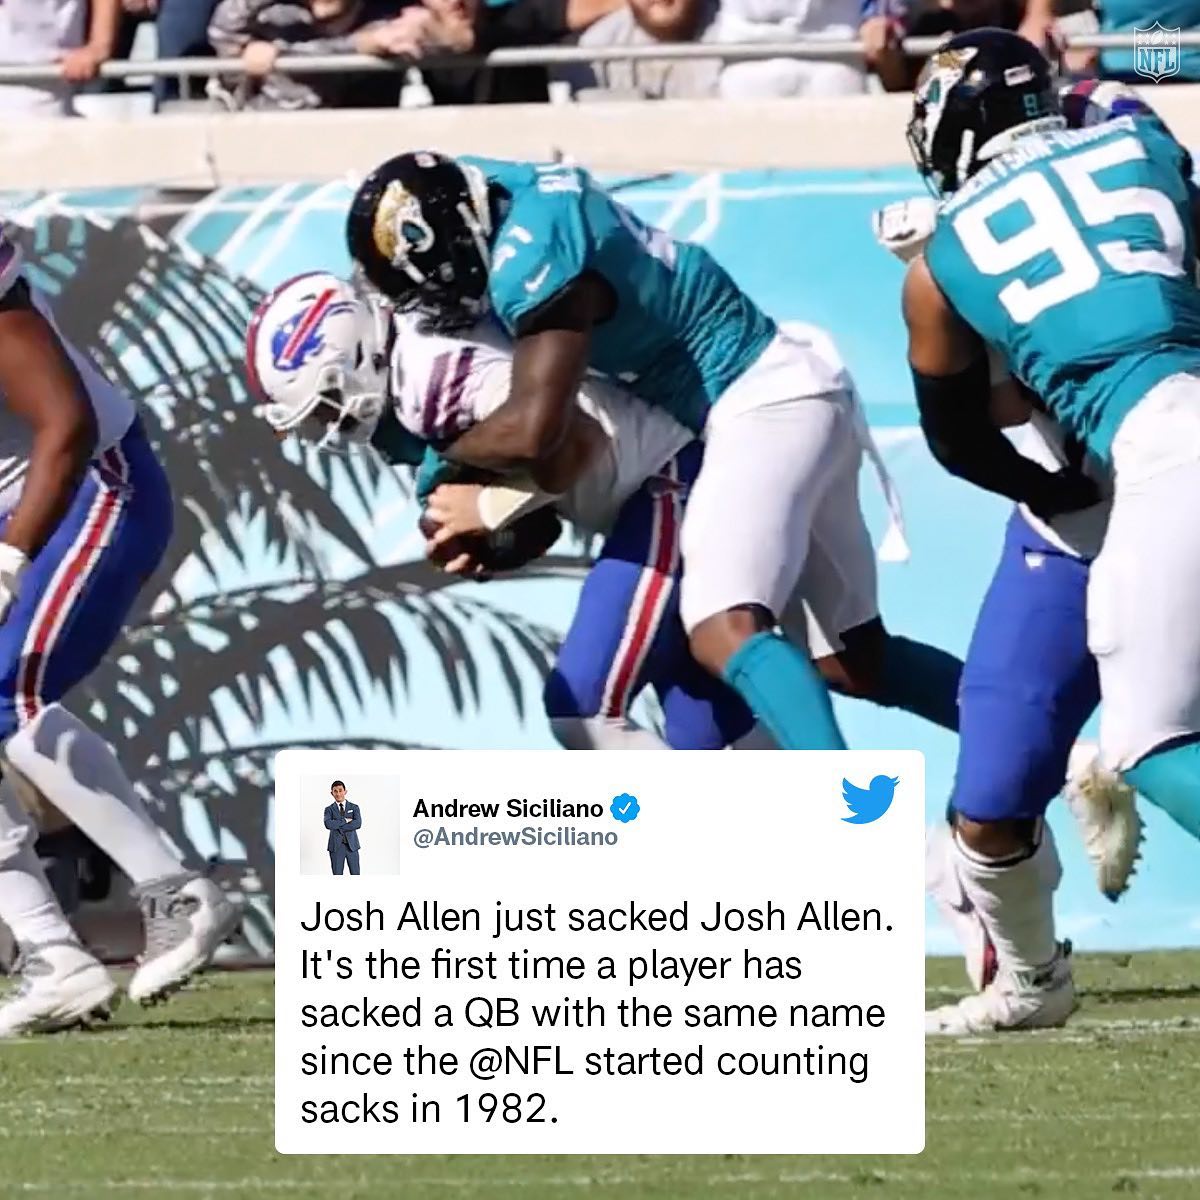 NFL
95
Andrew Siciliano
@AndrewSiciliano
Josh Allen just sacked Josh Allen.
It's the first time a player has
sacked a QB with the same name
since the @NFL started counting
sacks in 1982.